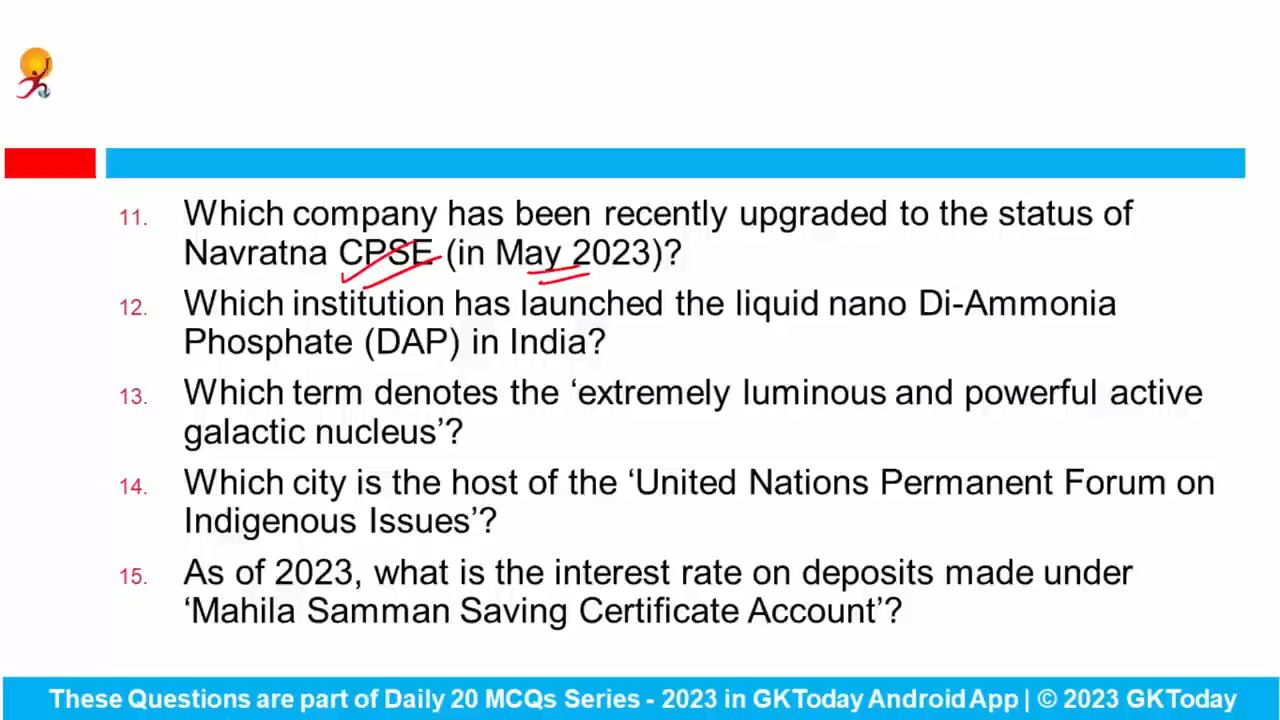 11. Which company has been recently upgraded to the status of
Navratna CPSE (in May 2023)?
12. Which institution has launched the liquid nano Di-Ammonia
Phosphate (DAP) in India?
13. Which term denotes the ‘extremely luminous and powerful active
galactic nucleus’?
14. Which city is the host of the ‘United Nations Permanent Forum on
Indigenous Issues’?
15. As of 2023, what is the interest rate on deposits made under
‘Mahila Samman Saving Certificate Account’?
These Questions are part of Daily 20 MCQs Series - 2023 in GKToday Android App | © 2023 GKToday